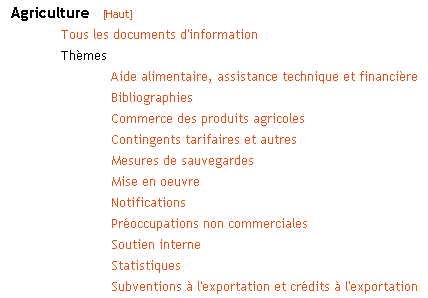 Agriculture [Haut]
Tous les documents d'information
Thèmes
Aide alimentaire, assistance technique et financière
Bibliographies
Commerce des produits agricoles
Contingents tarifaires et autres
Mesures de sauvegardes
Mise en oeuvre
Notifications
Préoccupations non commerciales
Soutien interne
Statistiques
Subventions à l'exportation et crédits à l'exportation